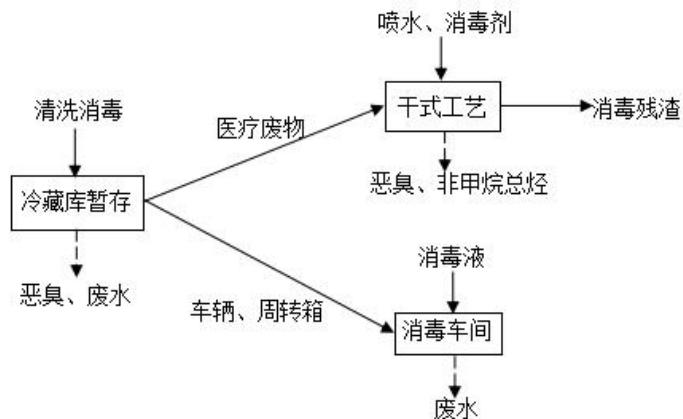 喷水、消毒剂
清洗消毒
医疗废物
干式工艺
消毒残渣
冷藏库暂存
恶臭、非甲烷总烃
消毒液
恶臭、废水
车辆、周转箱
消毒车间
废水